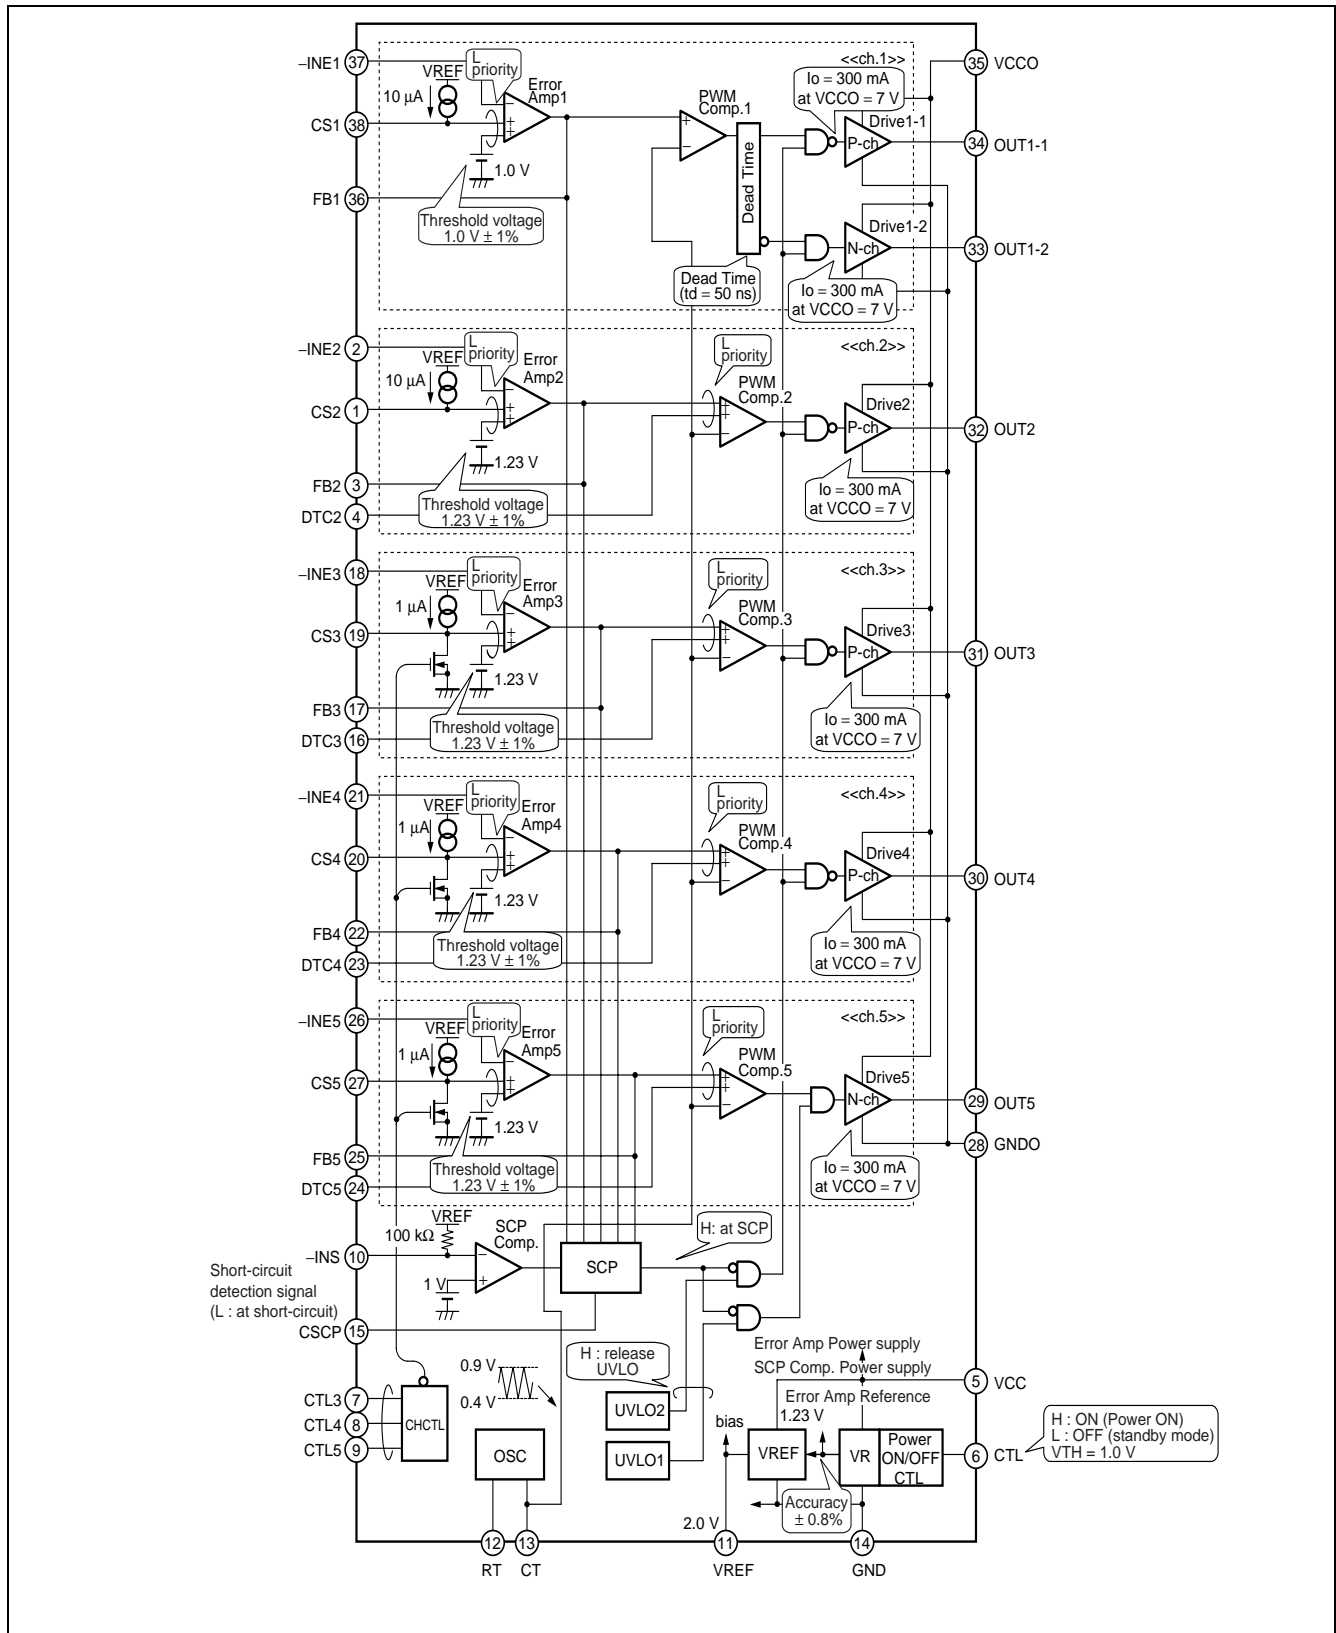 <<ch.1>>
−INE1 37
L
priority
VREF
10 µA
Error
Amp1
CS1 38
1.0 V
FB1 36
Threshold voltage
1.0 V ± 1%
PWM
Comp.1
Dead Time
Dead Time
(td = 50 ns)
Io = 300 mA
at VCCO = 7 V
Drive1-1
P-ch
Drive1-2
N-ch
Io = 300 mA
at VCCO = 7 V
35 VCCO
34 OUT1-1
33 OUT1-2
<<ch.2>>
−INE2 2
L
priority
VREF
10 µA
Error
Amp2
CS2 1
1.23 V
FB2 3
Threshold voltage
1.23 V ± 1%
DTC2 4
L
priority
PWM
Comp.2
Drive2
P-ch
Io = 300 mA
at VCCO = 7 V
32 OUT2
<<ch.3>>
−INE3 18
L
priority
VREF
1 µA
Error
Amp3
CS3 19
1.23 V
FB3 17
Threshold voltage
1.23 V ± 1%
DTC3 16
L
priority
PWM
Comp.3
Drive3
P-ch
Io = 300 mA
at VCCO = 7 V
31 OUT3
<<ch.4>>
−INE4 21
L
priority
VREF
1 µA
Error
Amp4
CS4 20
1.23 V
FB4 22
Threshold voltage
1.23 V ± 1%
DTC4 23
L
priority
PWM
Comp.4
Drive4
P-ch
Io = 300 mA
at VCCO = 7 V
30 OUT4
<<ch.5>>
−INE5 26
L
priority
VREF
1 µA
Error
Amp5
CS5 27
1.23 V
FB5 25
Threshold voltage
1.23 V ± 1%
DTC5 24
L
priority
PWM
Comp.5
Drive5
N-ch
Io = 300 mA
at VCCO = 7 V
29 OUT5
28 GNDO
VREF
100 kΩ
SCP
Comp.
−INS 10
1 V
Short-circuit
detection signal
(L : at short-circuit)
CSCP 15
SCP
H: at SCP
H : release
UVLO
UVLO2
UVLO1
0.9 V
0.4 V
CTL3 7
CTL4 8
CTL5 9
CHCTL
OSC
Error Amp Power supply
SCP Comp. Power supply
5 VCC
Error Amp Reference
1.23 V
bias
VREF
VR
Power
ON/OFF
CTL
6 CTL
H : ON (Power ON)
L : OFF (standby mode)
VTH = 1.0 V
Accuracy
± 0.8%
2.0 V
12
RT
13
CT
11
VREF
14
GND